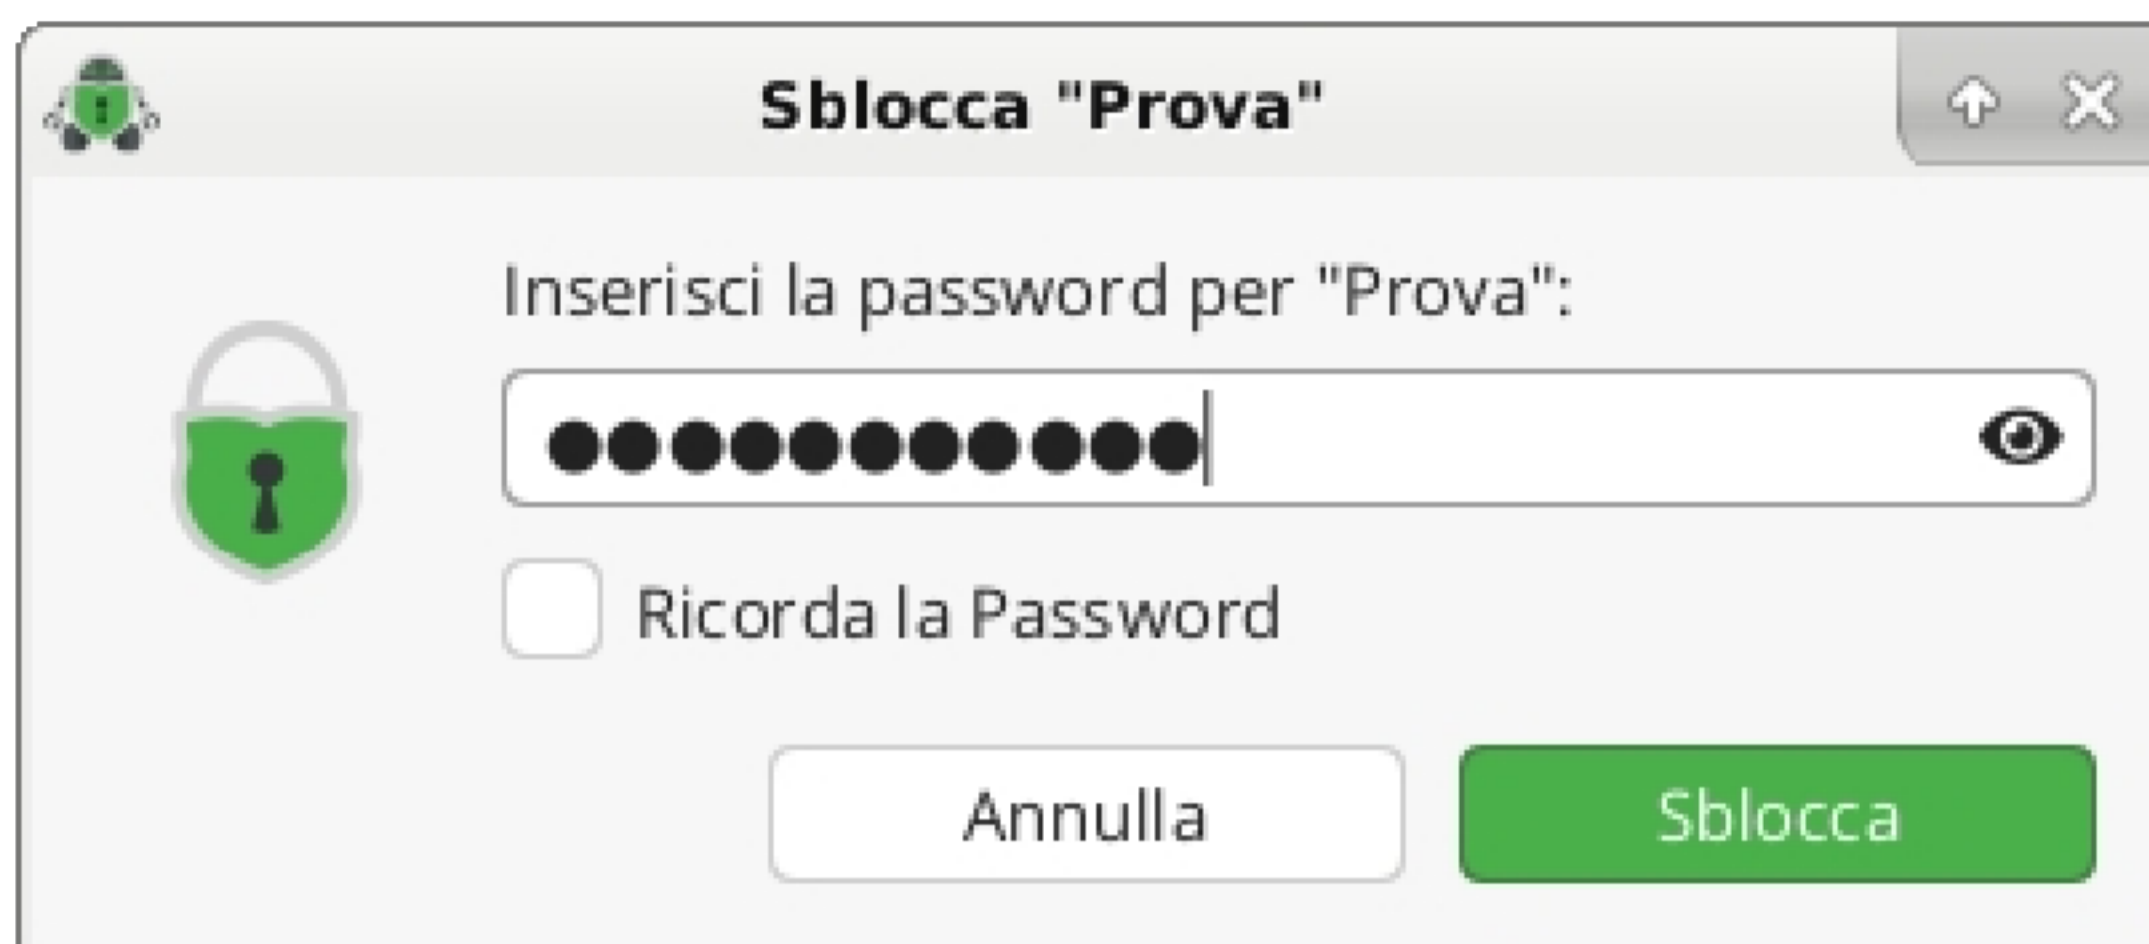 Sblocca "Prova"
Inserisci la password per "Prova":
●●●●●●●●●●●
Ricorda la Password
Annulla
Sblocca